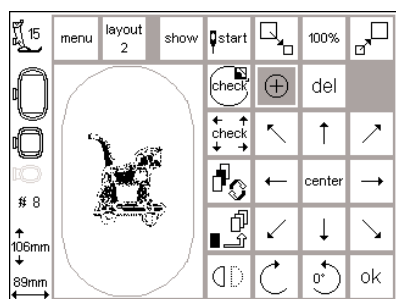 15 menu layout show start 100%
2
check del
check
center
# 8
106mm
89mm 0° ok